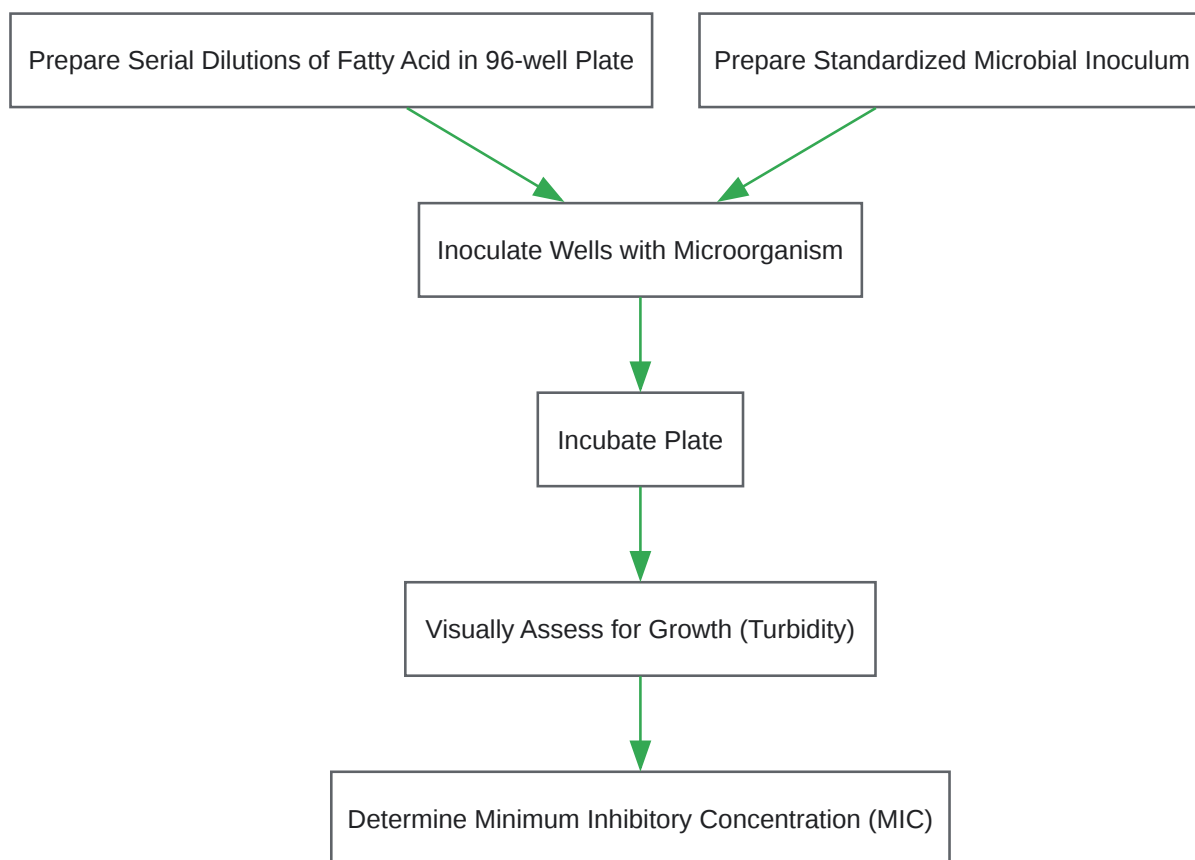 Prepare Serial Dilutions of Fatty Acid in 96-well Plate
Prepare Standardized Microbial Inoculum
Inoculate Wells with Microorganism
Incubate Plate
Visually Assess for Growth (Turbidity)
Determine Minimum Inhibitory Concentration (MIC)